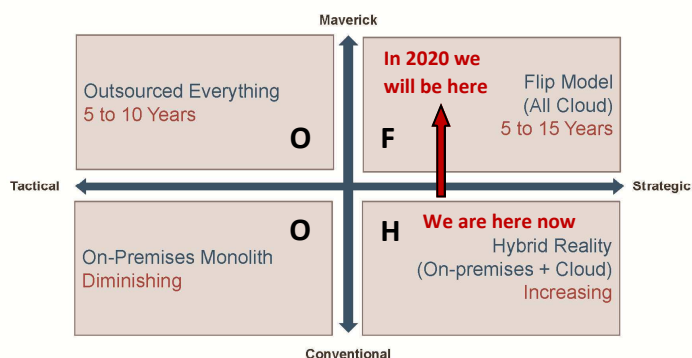 Maverick
Outsourced Everything
5 to 10 Years
O
In 2020 we
will be here
F
Flip Model
(All Cloud)
5 to 15 Years
Tactical
Strategic
On-Premises Monolith
Diminishing
O
H
We are here now
Hybrid Reality
(On-premises + Cloud)
Increasing
Conventional